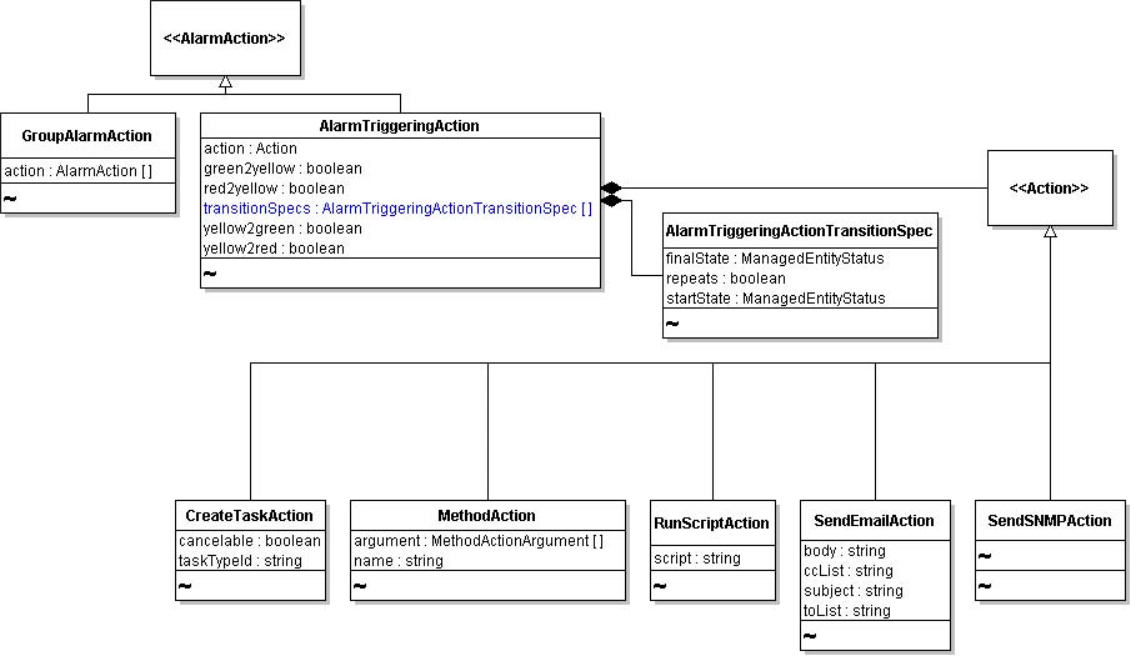 <<AlarmAction>>
GroupAlarmAction
action : AlarmAction [ ]
~
AlarmTriggeringAction
action : Action
green2yellow : boolean
red2yellow : boolean
transitionSpecs : AlarmTriggeringActionTransitionSpec [ ]
yellow2green : boolean
yellow2red : boolean
~
<<Action>>
AlarmTriggeringActionTransitionSpec
finalState : ManagedEntityStatus
repeats : boolean
startState : ManagedEntityStatus
~
CreateTaskAction
cancelable : boolean
taskTypeId : string
~
MethodAction
argument : MethodActionArgument [ ]
name : string
~
RunScriptAction
script : string
~
SendEmailAction
body : string
ccList : string
subject : string
toList : string
~
SendSNMPAction
~
~